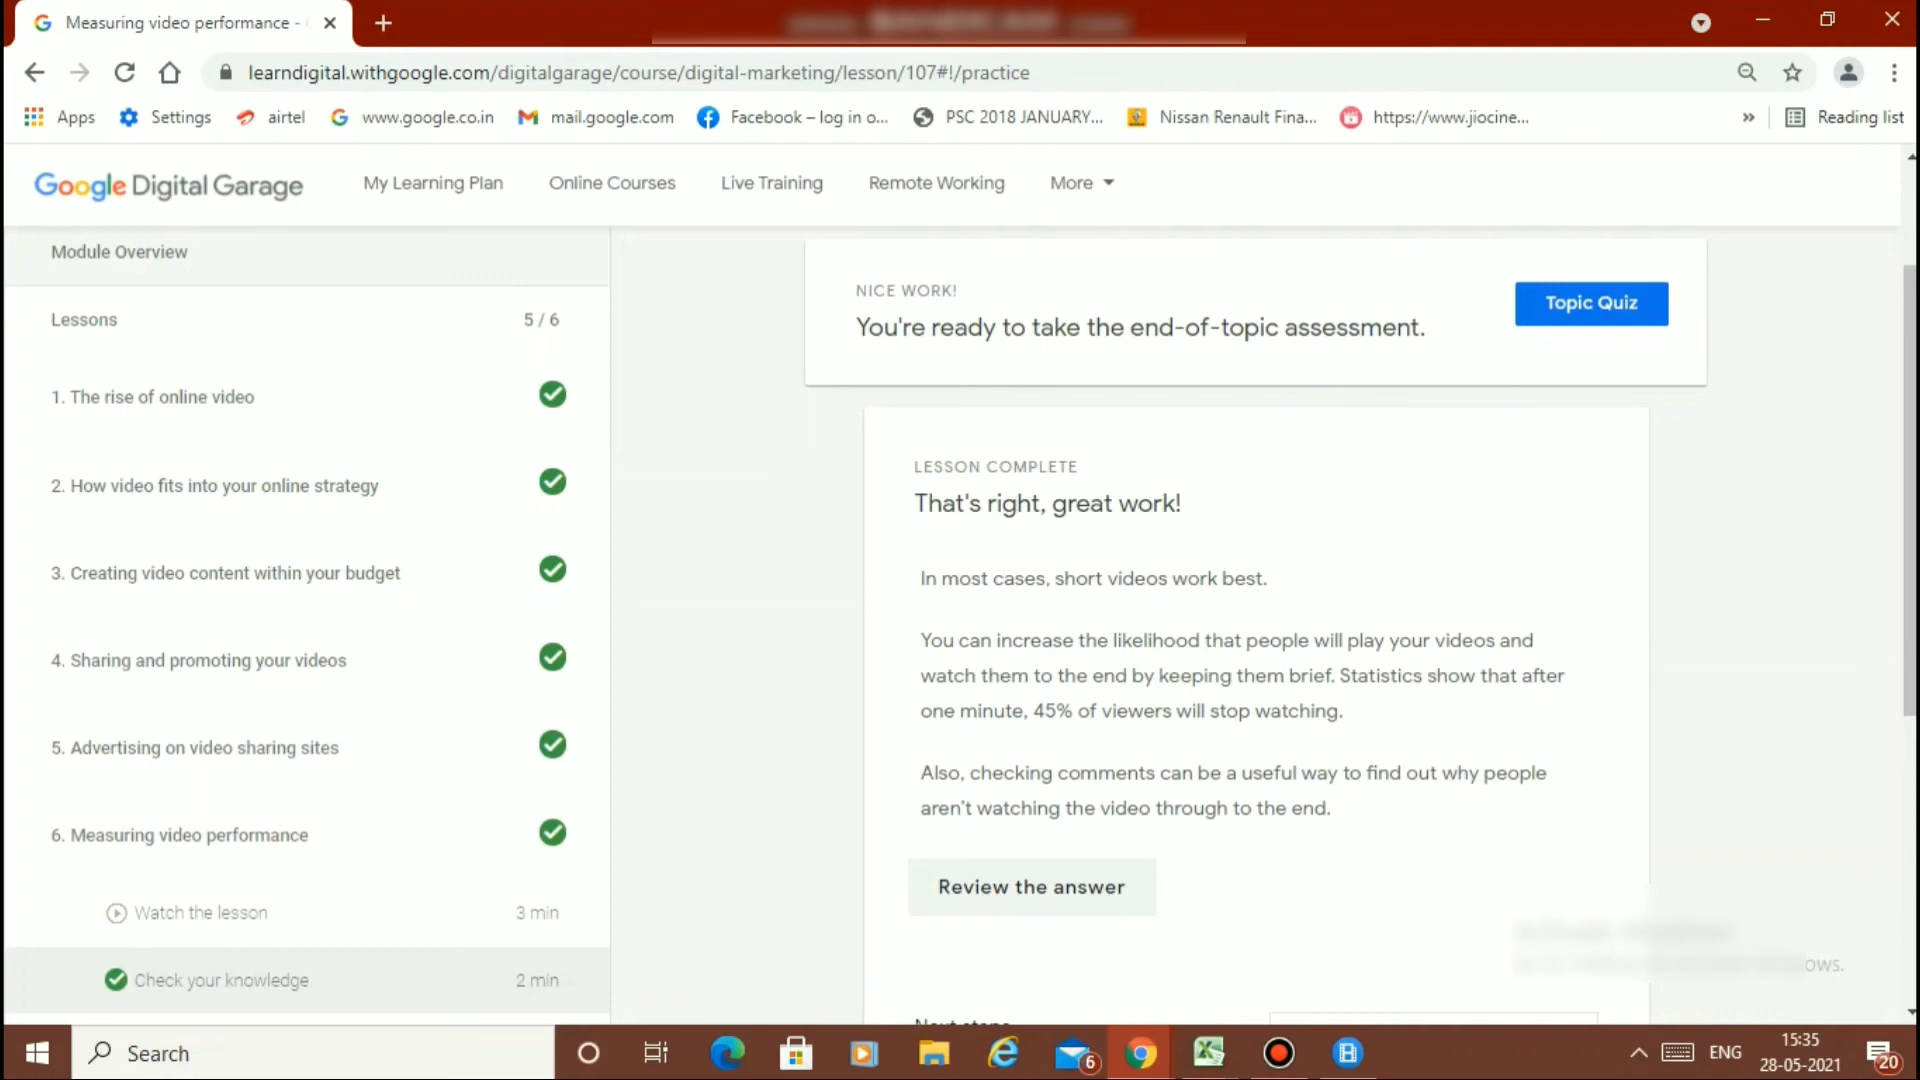 Measuring video performance -
learndigital.withgoogle.com/digitalgarage/course/digital-marketing/lesson/107#!/practice
Apps Settings airtel www.google.co.in mail.google.com Facebook – log in o... PSC 2018 JANUARY... Nissan Renault Fina... https://www.jiocine... » Reading list
Google Digital Garage My Learning Plan Online Courses Live Training Remote Working More
Module Overview
Lessons 5 / 6
1. The rise of online video
2. How video fits into your online strategy
3. Creating video content within your budget
4. Sharing and promoting your videos
5. Advertising on video sharing sites
6. Measuring video performance
Watch the lesson 3 min
Check your knowledge 2 min
NICE WORK!
You're ready to take the end-of-topic assessment.
Topic Quiz
LESSON COMPLETE
That's right, great work!
In most cases, short videos work best.
You can increase the likelihood that people will play your videos and
watch them to the end by keeping them brief. Statistics show that after
one minute, 45% of viewers will stop watching.
Also, checking comments can be a useful way to find out why people
aren't watching the video through to the end.
Review the answer
ows.
Next steps
Search
6
ENG
15:35
28-05-2021
20